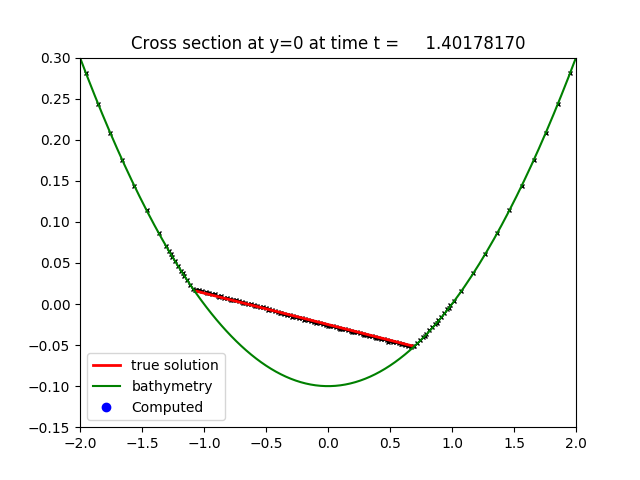 Cross section at y=0 at time t = 1.40178170
0.30
0.25
0.20
0.15
0.10
0.05
0.00
−0.05
−0.10
−0.15
true solution
bathymetry
Computed
−2.0 −1.5 −1.0 −0.5 0.0 0.5 1.0 1.5 2.0